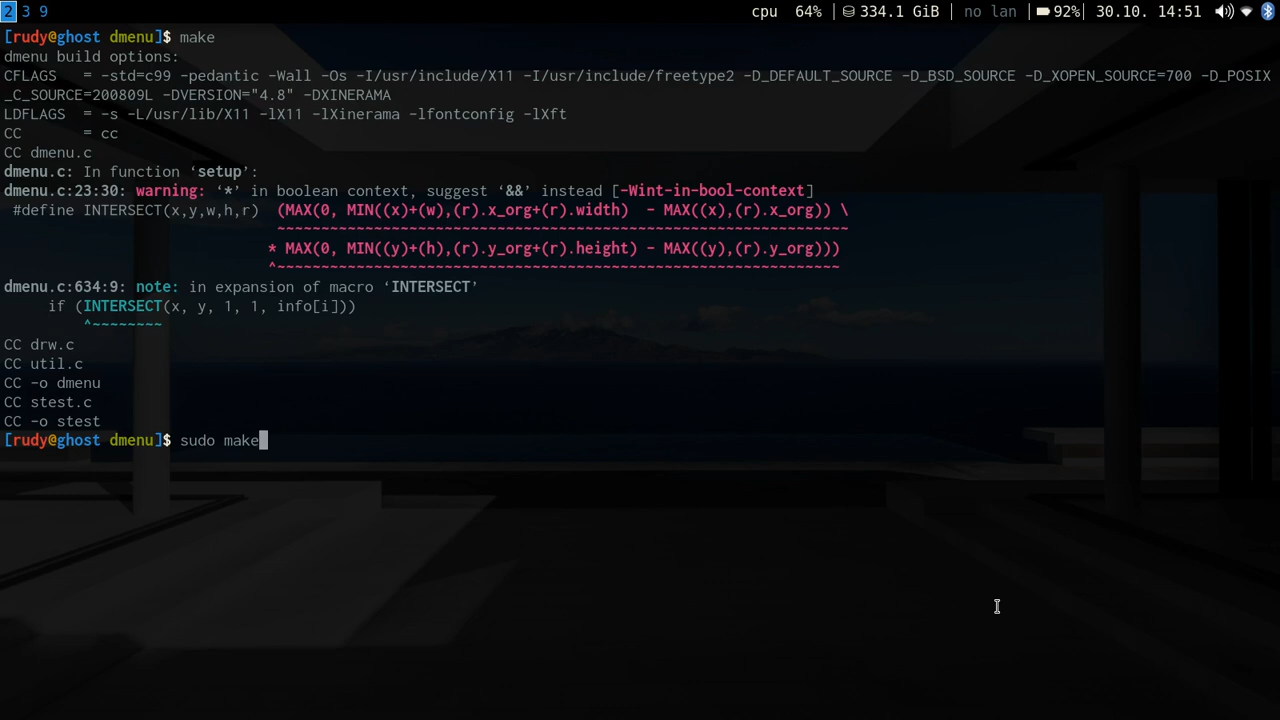 2 3 9 cpu 64% | 334.1 GiB | no lan | 92% | 30.10. 14:51
[rudy@ghost dmenu]$ make
dmenu build options:
CFLAGS   = -std=c99 -pedantic -Wall -Os -I/usr/include/X11 -I/usr/include/freetype2 -D_DEFAULT_SOURCE -D_BSD_SOURCE -D_XOPEN_SOURCE=700 -D_POSIX
_C_SOURCE=200809L -DVERSION="4.8" -DXINERAMA
LDFLAGS  = -s -L/usr/lib/X11 -lX11 -lXinerama -lfontconfig -lXft
CC       = cc
CC dmenu.c
dmenu.c: In function ‘setup’:
dmenu.c:23:30: warning: ‘*’ in boolean context, suggest ‘&&’ instead [-Wint-in-bool-context]
 #define INTERSECT(x,y,w,h,r)  (MAX(0, MIN((x)+(w),(r).x_org+(r).width)  - MAX((x),(r).x_org)) \
                               ~~~~~~~~~~~~~~~~~~~~~~~~~~~~~~~~~~~~~~~~~~~~~~~~~~~~~~~~~~~~~~~
                              * MAX(0, MIN((y)+(h),(r).y_org+(r).height) - MAX((y),(r).y_org)))
                              ^~~~~~~~~~~~~~~~~~~~~~~~~~~~~~~~~~~~~~~~~~~~~~~~~~~~~~~~~~~~~~~
dmenu.c:634:9: note: in expansion of macro ‘INTERSECT’
     if (INTERSECT(x, y, 1, 1, info[i]))
         ^~~~~~~~~
CC drw.c
CC util.c
CC -o dmenu
CC stest.c
CC -o stest
[rudy@ghost dmenu]$ sudo make